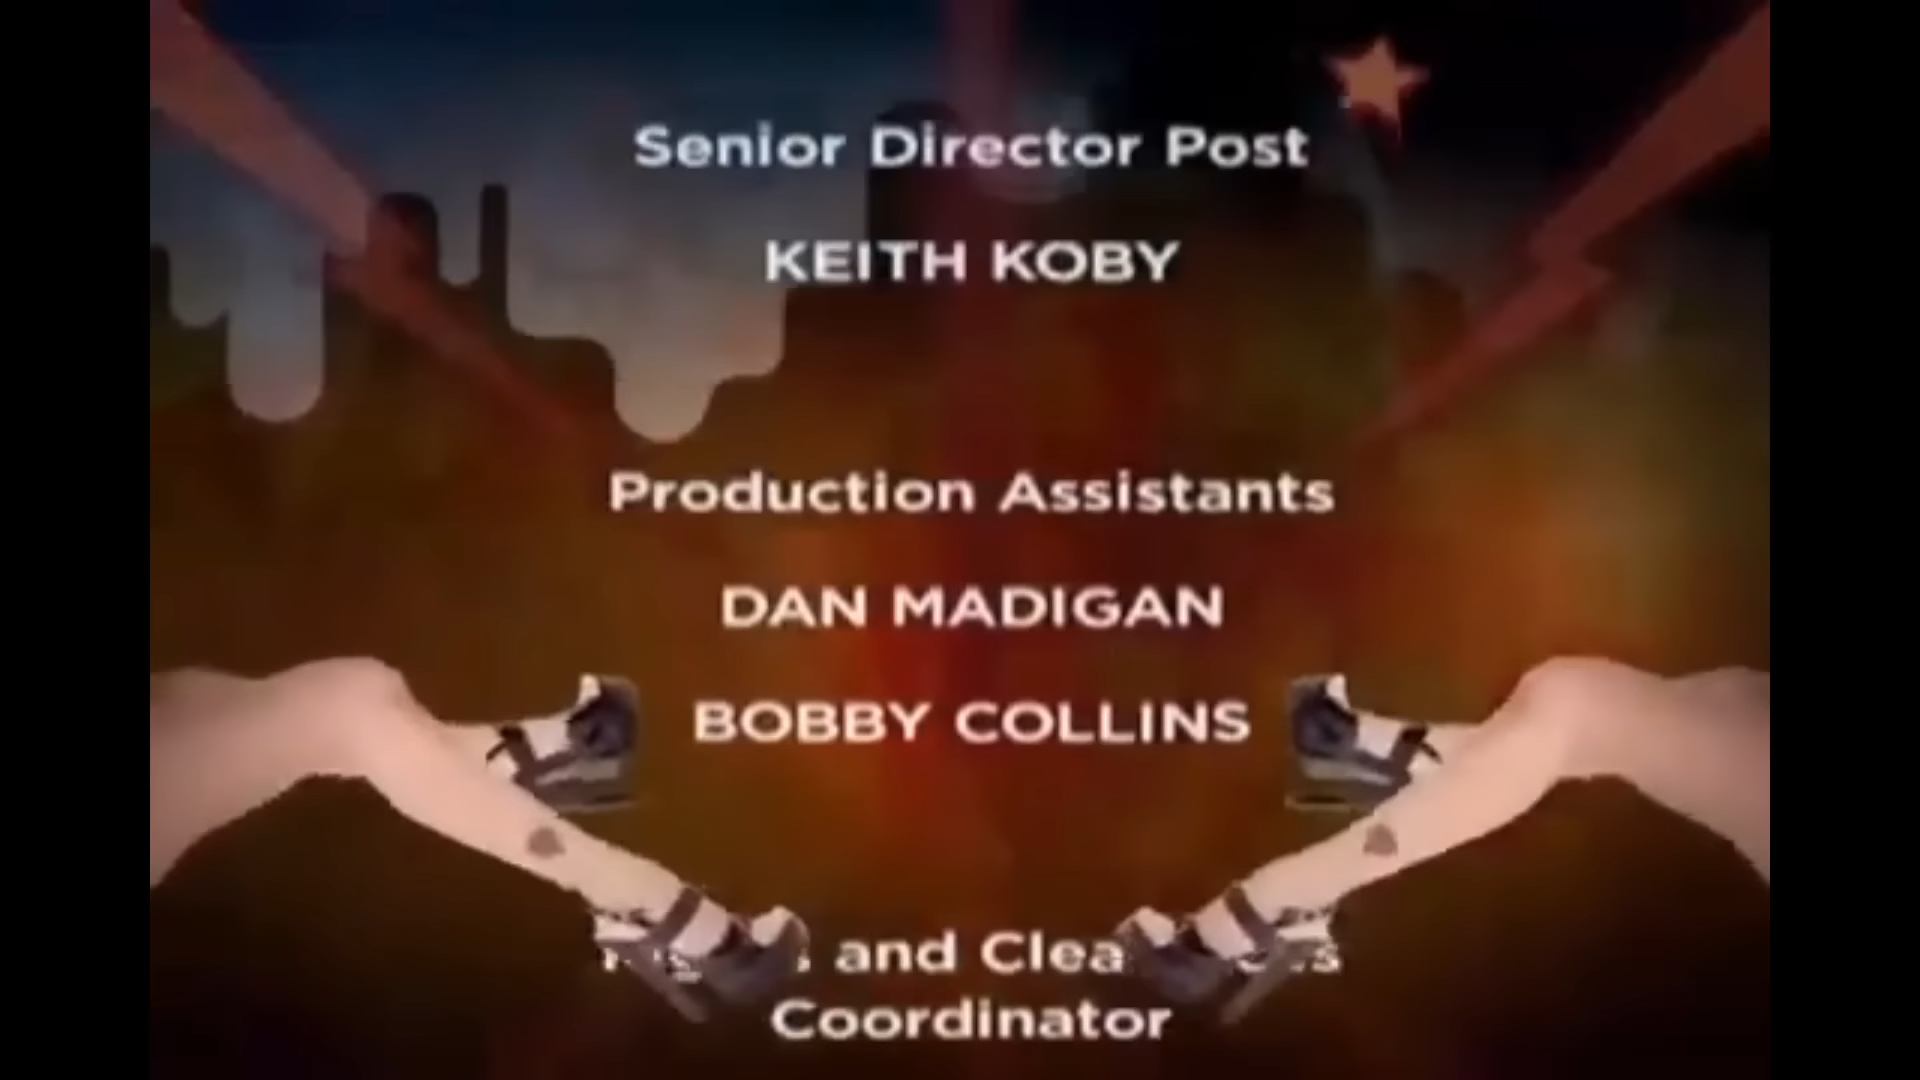 Senior Director Post
KEITH KOBY
Production Assistants
DAN MADIGAN
BOBBY COLLINS
and
Coordinator